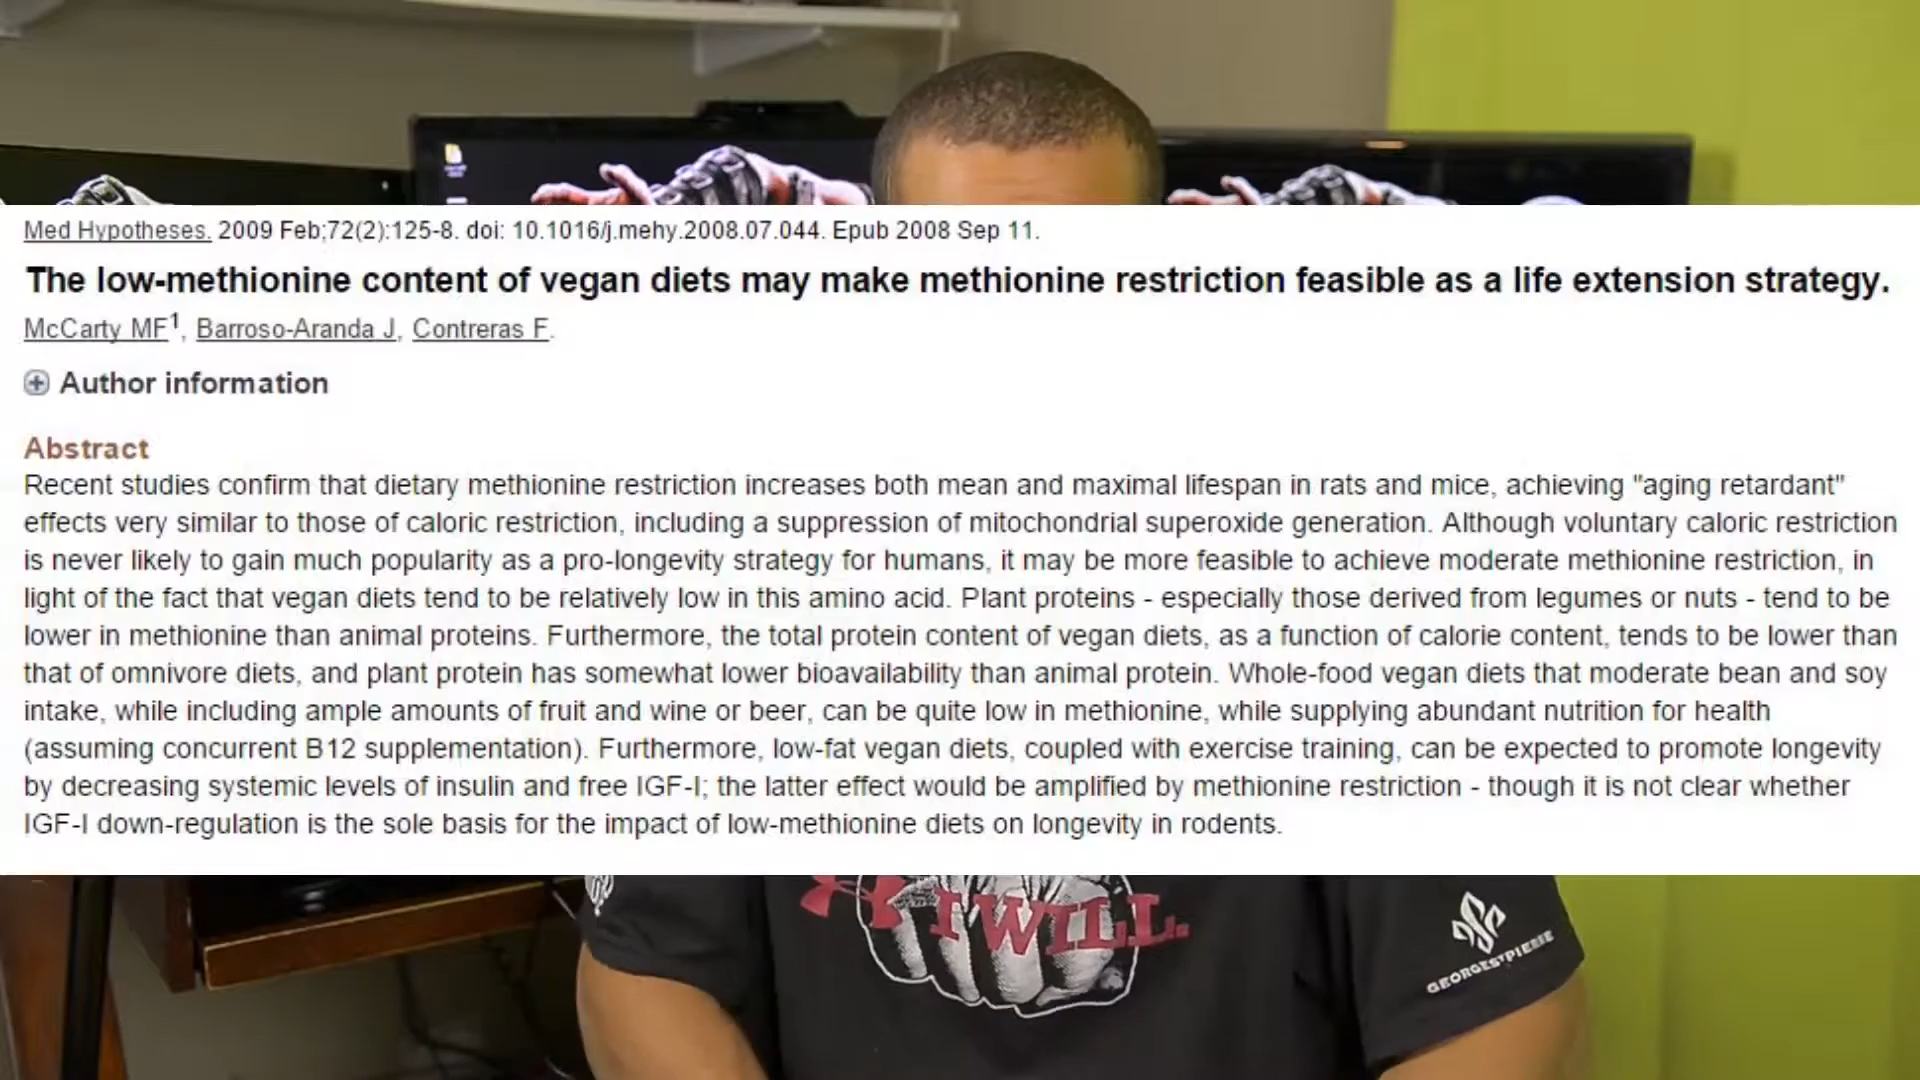 Med Hypotheses. 2009 Feb;72(2):125-8. doi: 10.1016/j.mehy.2008.07.044. Epub 2008 Sep 11.
The low-methionine content of vegan diets may make methionine restriction feasible as a life extension strategy.
McCarty MF1, Barroso-Aranda J, Contreras F.
Author information
Abstract
Recent studies confirm that dietary methionine restriction increases both mean and maximal lifespan in rats and mice, achieving "aging retardant"
effects very similar to those of caloric restriction, including a suppression of mitochondrial superoxide generation. Although voluntary caloric restriction
is never likely to gain much popularity as a pro-longevity strategy for humans, it may be more feasible to achieve moderate methionine restriction, in
light of the fact that vegan diets tend to be relatively low in this amino acid. Plant proteins - especially those derived from legumes or nuts - tend to be
lower in methionine than animal proteins. Furthermore, the total protein content of vegan diets, as a function of calorie content, tends to be lower than
that of omnivore diets, and plant protein has somewhat lower bioavailability than animal protein. Whole-food vegan diets that moderate bean and soy
intake, while including ample amounts of fruit and wine or beer, can be quite low in methionine, while supplying abundant nutrition for health
(assuming concurrent B12 supplementation). Furthermore, low-fat vegan diets, coupled with exercise training, can be expected to promote longevity
by decreasing systemic levels of insulin and free IGF-I; the latter effect would be amplified by methionine restriction - though it is not clear whether
IGF-I down-regulation is the sole basis for the impact of low-methionine diets on longevity in rodents.
I WILL.
GEORGES ST PIERRE